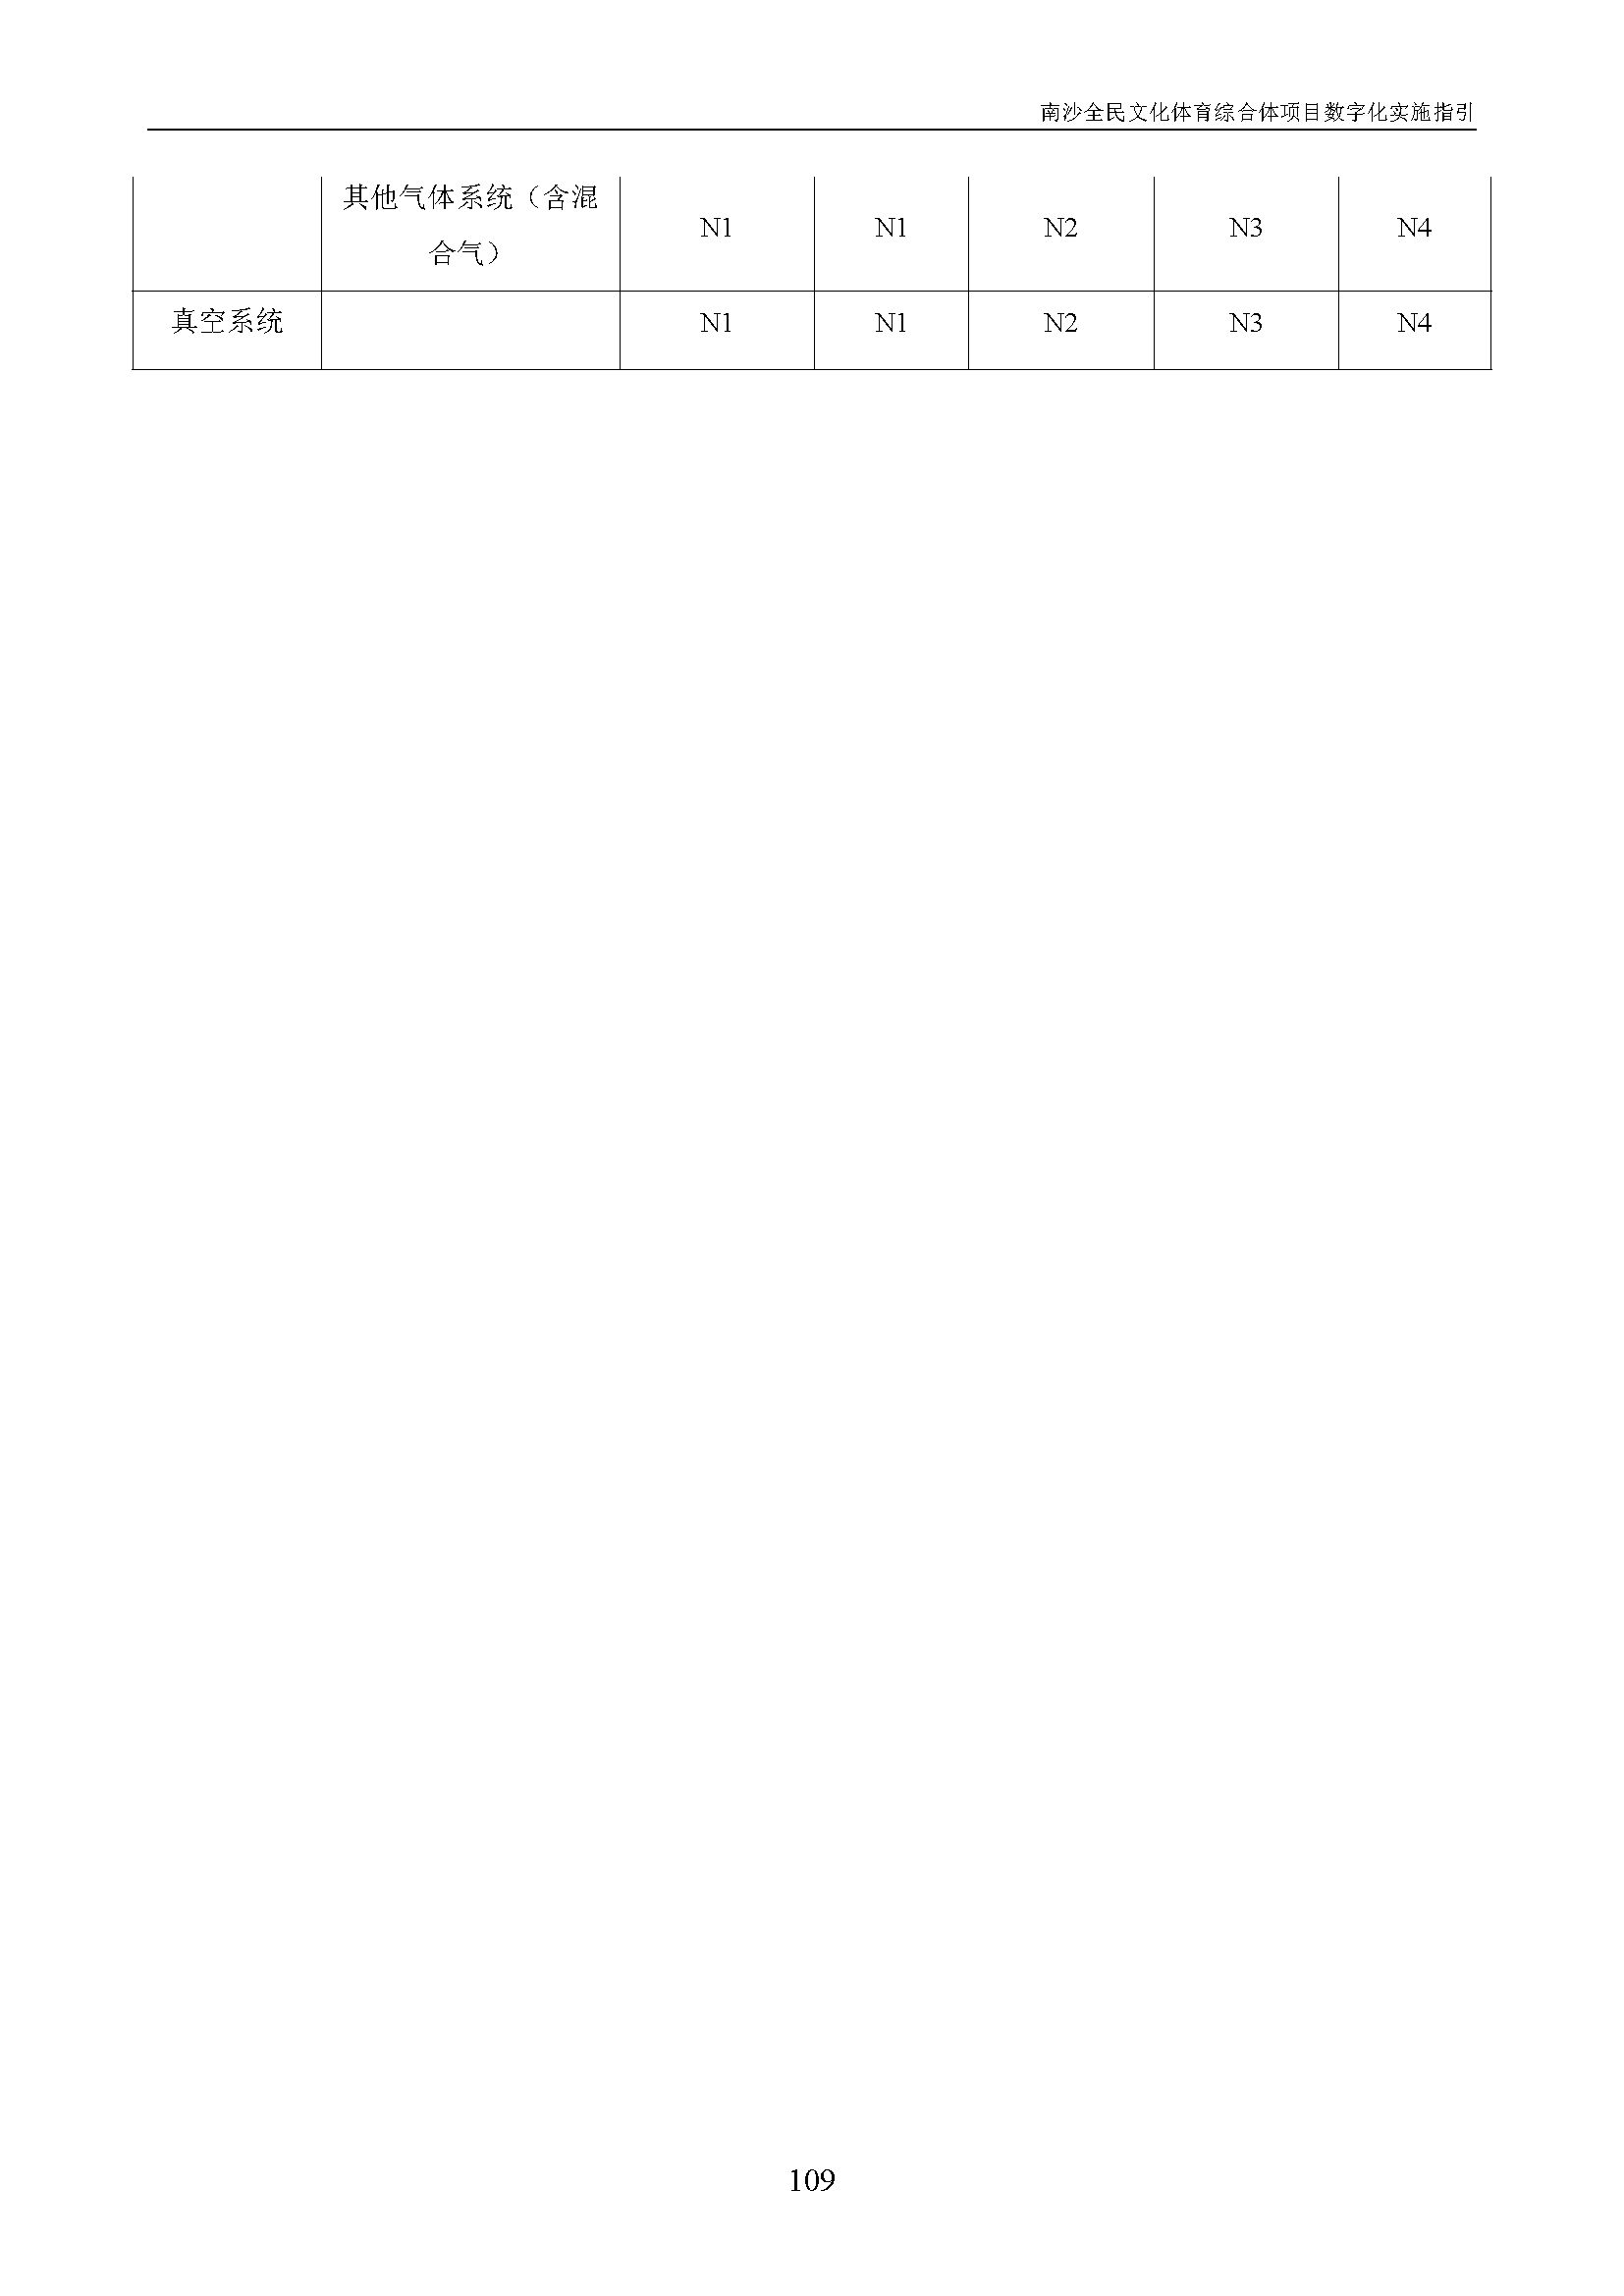 南沙全民文化体育综合体项目数字化实施指引
其他气体系统（含混
合气） N1 N1 N2 N3 N4
真空系统 N1 N1 N2 N3 N4
109